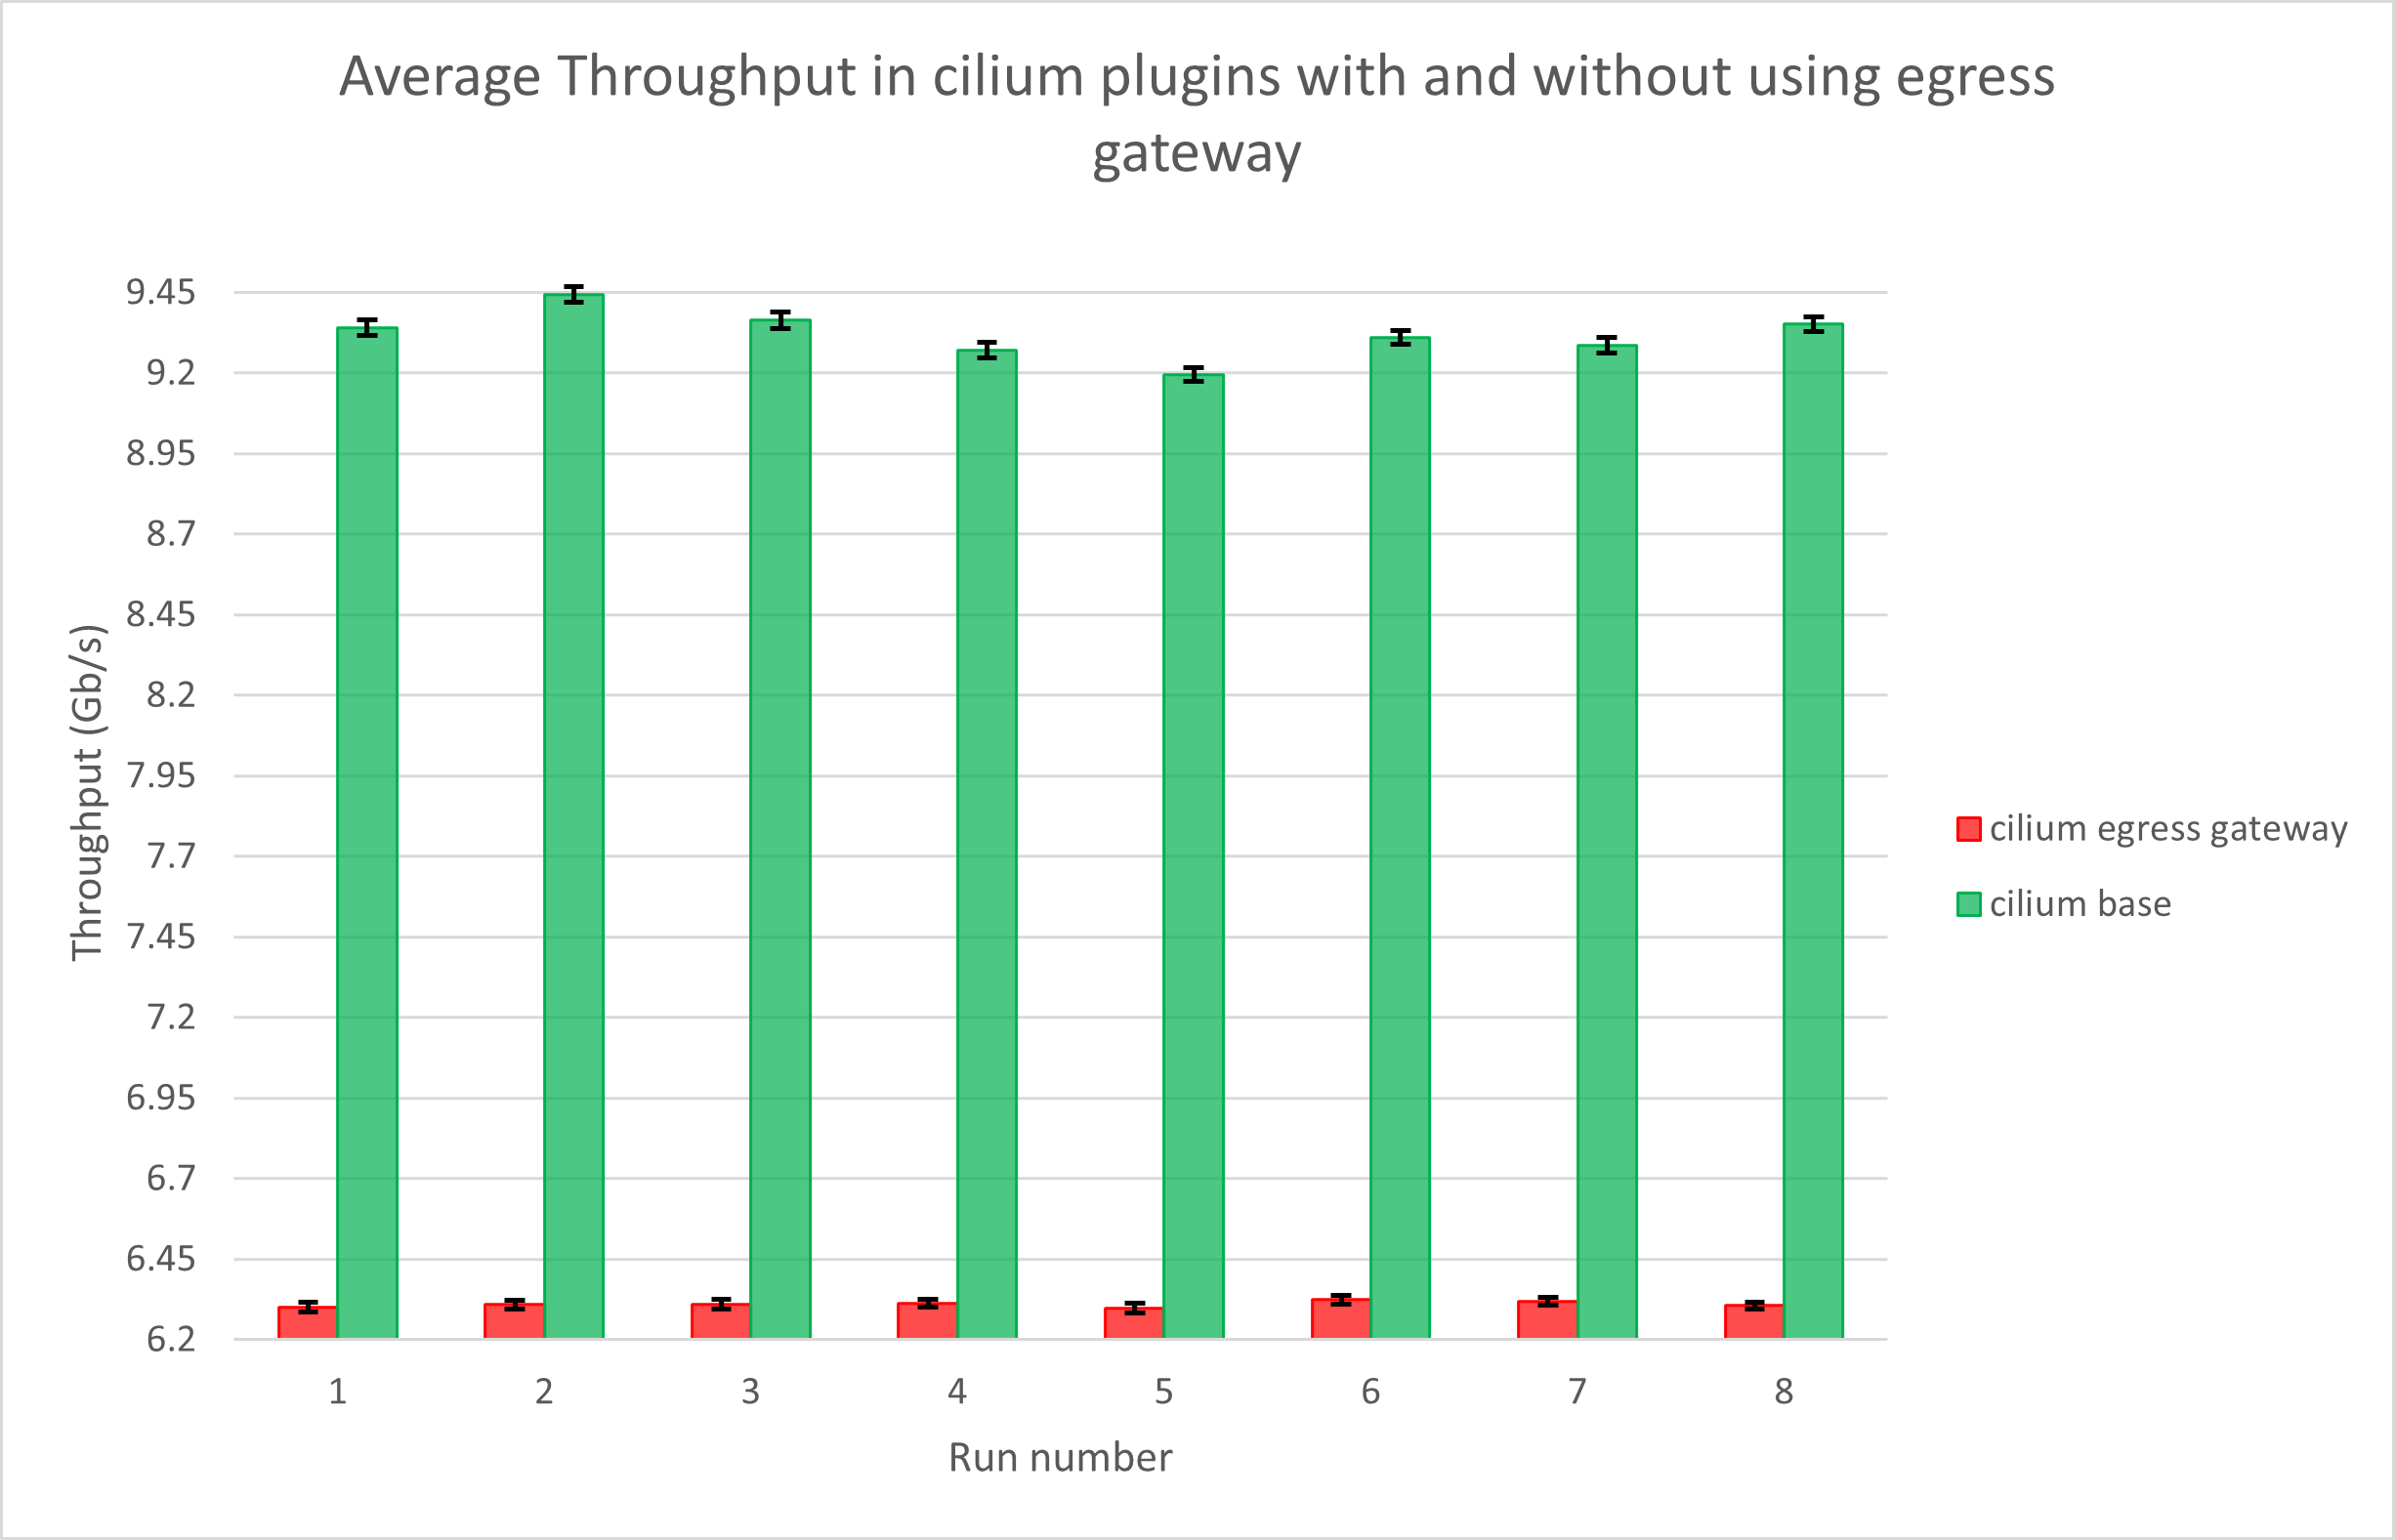 Average Throughput in cilium plugins with and without using egress
gateway
9.45
9.2
8.95
8.7
8.45
8.2
7.95
7.7
7.45
7.2
6.95
6.7
6.45
6.2
Throughput (Gb/s)
1 2 3 4 5 6 7 8
Run number
cilium egress gateway
cilium base